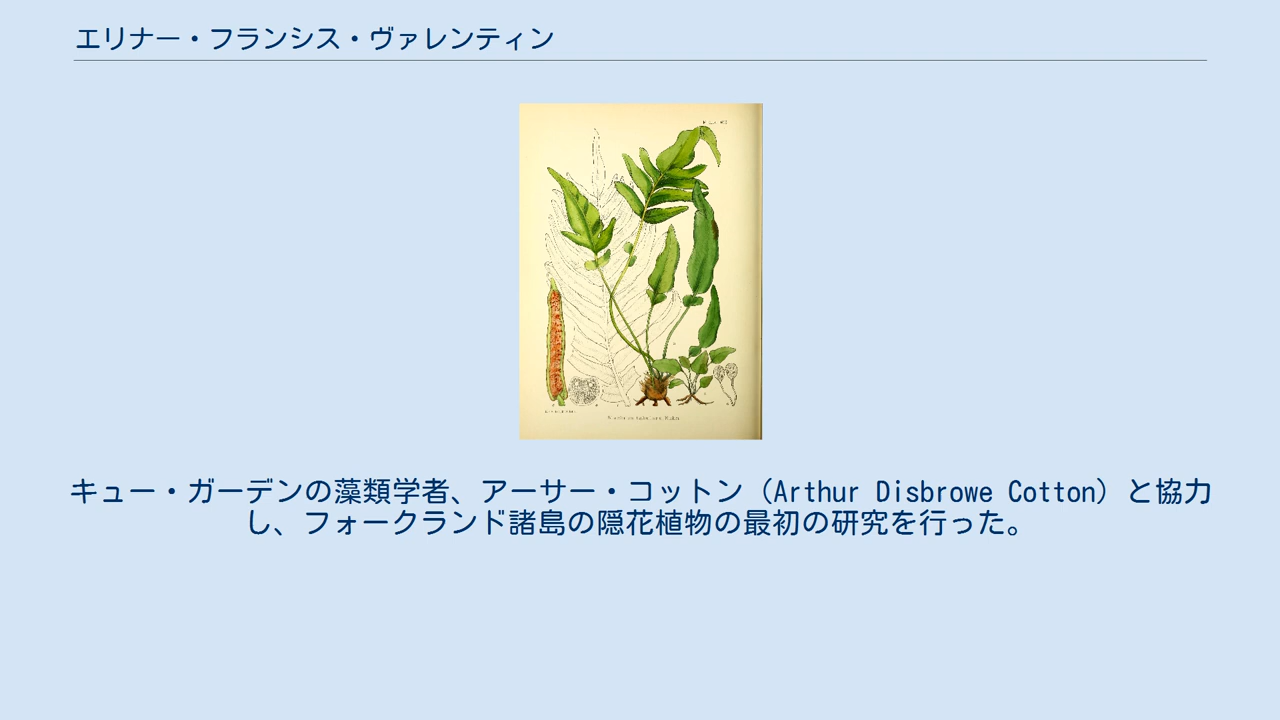 エリナー・フランシス・ヴァレンティン
キュー・ガーデンの藻類学者、アーサー・コットン（Arthur Disbrowe Cotton）と協力
し、フォークランド諸島の隠花植物の最初の研究を行った。